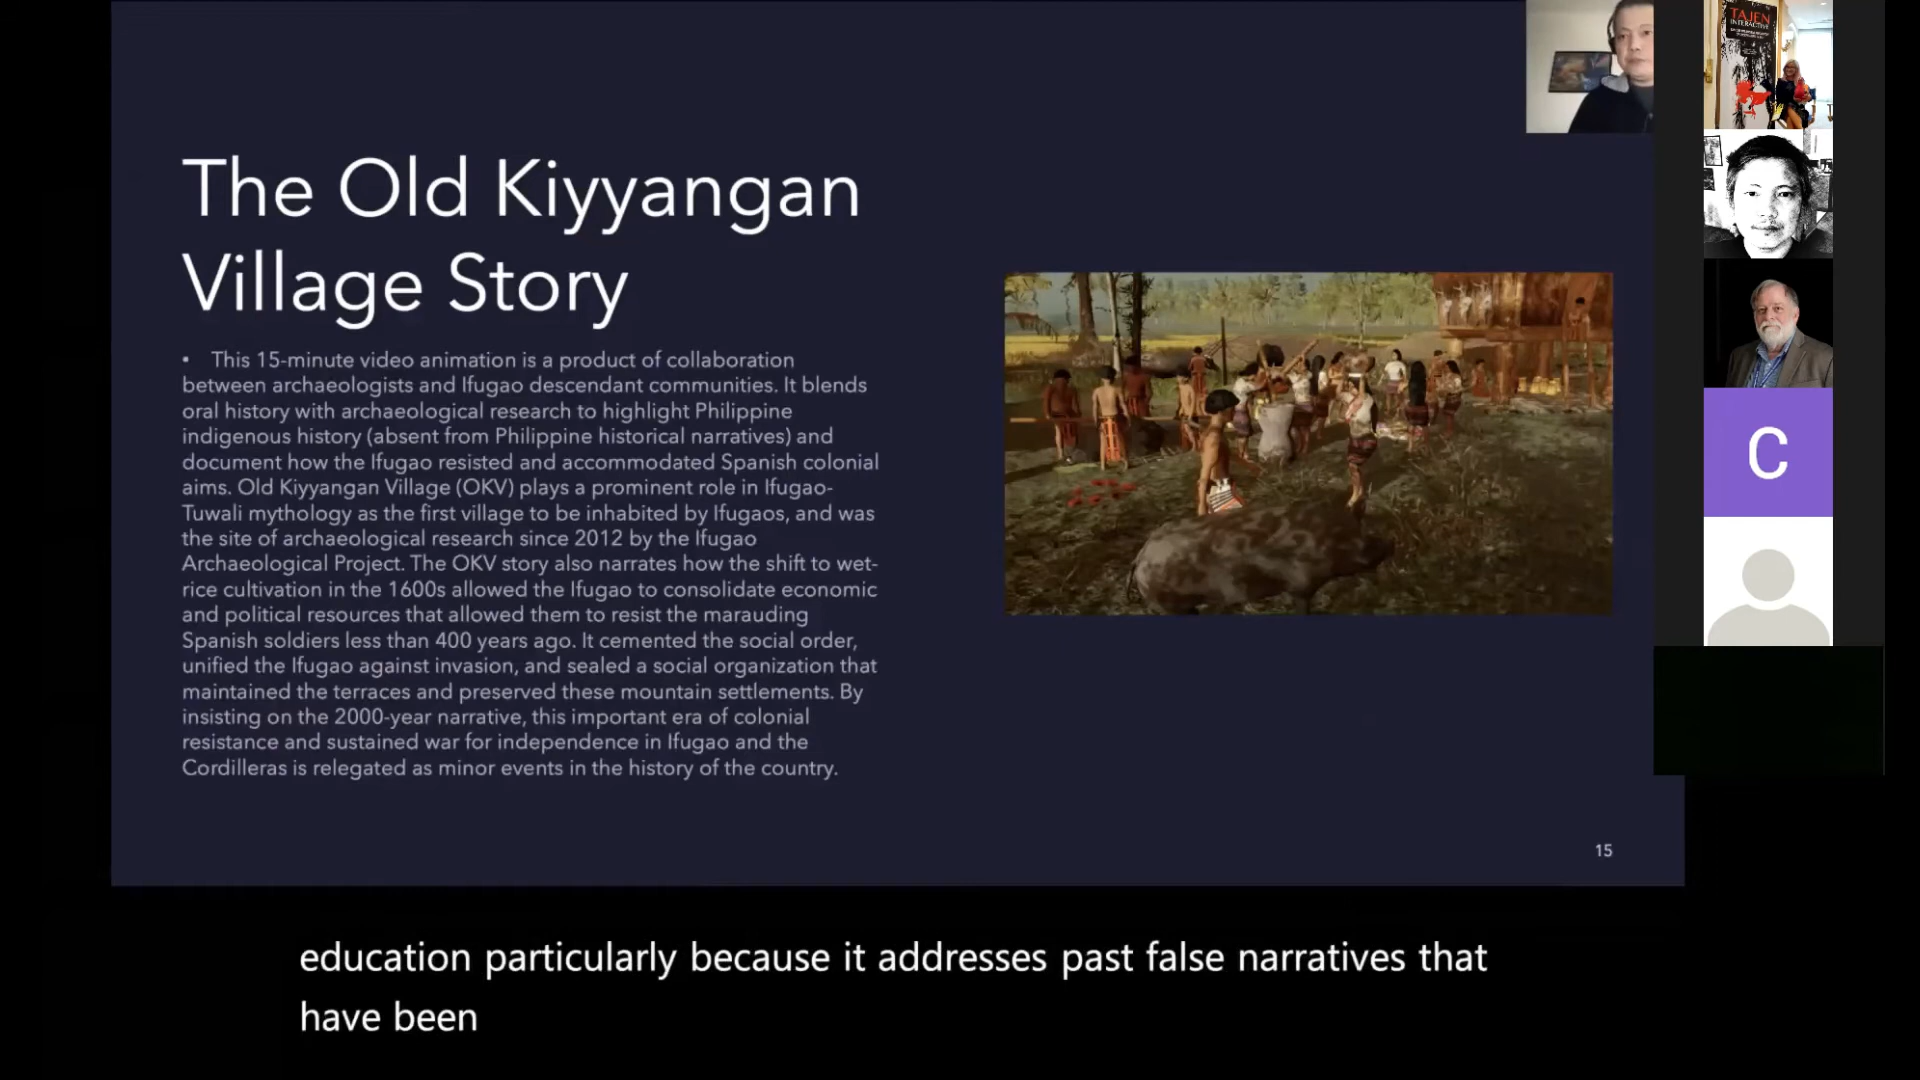 The Old Kiyyangan
Village Story
• This 15-minute video animation is a product of collaboration
between archaeologists and Ifugao descendant communities. It blends
oral history with archaeological research to highlight Philippine
indigenous history (absent from Philippine historical narratives) and
document how the Ifugao resisted and accommodated Spanish colonial
aims. Old Kiyyangan Village (OKV) plays a prominent role in Ifugao-
Tuwali mythology as the first village to be inhabited by Ifugaos, and was
the site of archaeological research since 2012 by the Ifugao
Archaeological Project. The OKV story also narrates how the shift to wet-
rice cultivation in the 1600s allowed the Ifugao to consolidate economic
and political resources that allowed them to resist the marauding
Spanish soldiers less than 400 years ago. It cemented the social order,
unified the Ifugao against invasion, and sealed a social organization that
maintained the terraces and preserved these mountain settlements. By
insisting on the 2000-year narrative, this important era of colonial
resistance and sustained war for independence in Ifugao and the
Cordilleras is relegated as minor events in the history of the country.
15
TAJEN
INTERACTIVE
C
education particularly because it addresses past false narratives that
have been